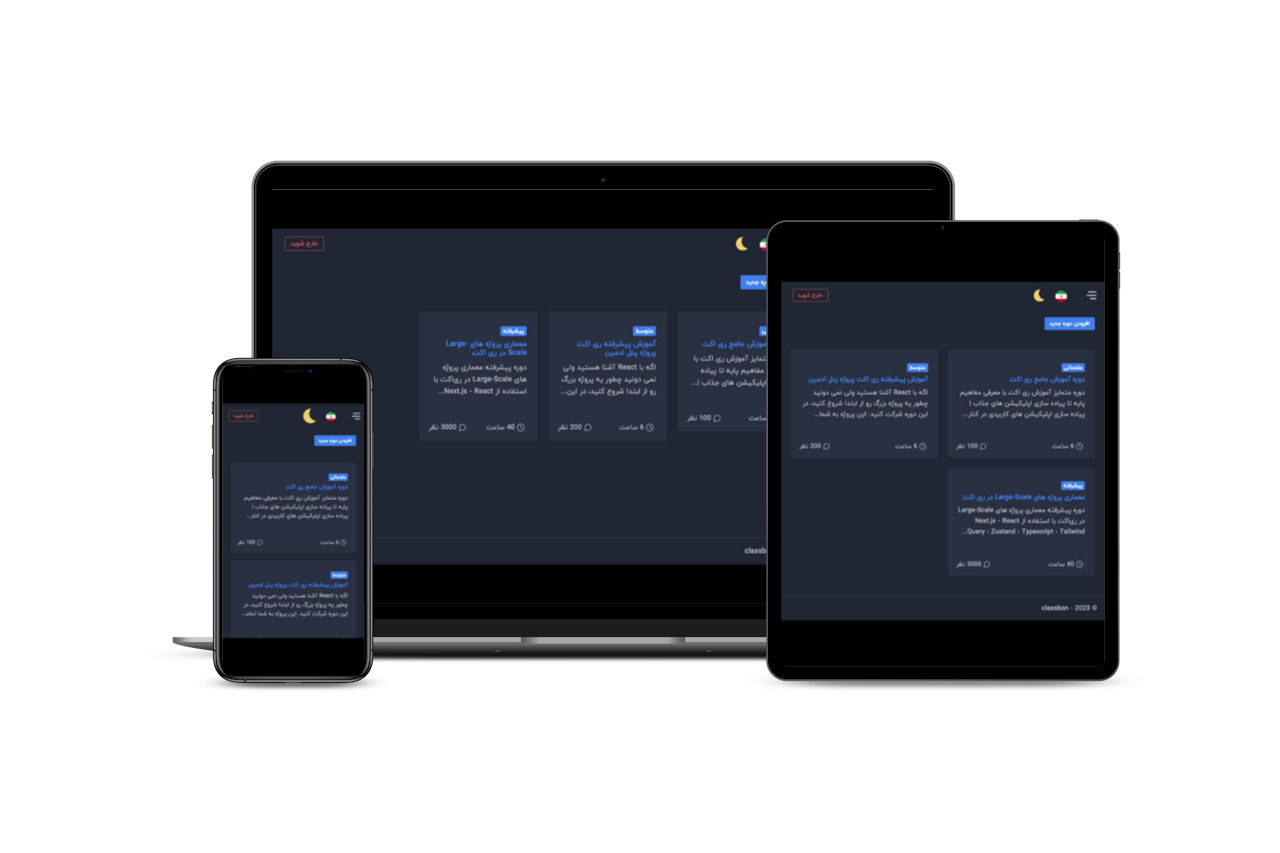 خارج شوید
به جدید
پیشرفته
معماری پروژه های Large-
Scale در ری اکت
دوره پیشرفته معماری پروژه
های Large-Scale در ری‌اکت با
استفاده از Next.js - React...
40 ساعت
3000 نظر
متوسط
آموزش پیشرفته ری اکت
پروژه پنل ادمین
اگه با React آشنا هستید ولی
نمی دونید چطور یه پروژه بزرگ
رو از ابتدا شروع کنید، در این...
6 ساعت
200 نظر
آموزش جامع ری اکت
متمایز آموزش ری اکت با
مفاهیم پایه تا پیاده
اپلیکیشن های جذاب |...
ساعت
100 نظر
classbon
خارج شوید
افزودن دوره جدید
مقدماتی
دوره آموزش جامع ری اکت
دوره متمایز آموزش ری اکت با معرفی مفاهیم
پایه تا پیاده سازی اپلیکیشن های جذاب |
پیاده سازی اپلیکیشن های کاربردی در کنار...
6 ساعت
100 نظر
متوسط
آموزش پیشرفته ری اکت پروژه پنل ادمین
اگه با React آشنا هستید ولی نمی دونید
چطور یه پروژه بزرگ رو از ابتدا شروع کنید، در
این دوره شرکت کنید. این پروژه به شما...
6 ساعت
200 نظر
پیشرفته
معماری پروژه های Large-Scale در ری اکت
دوره پیشرفته معماری پروژه های Large-Scale
در ری‌اکت با استفاده از Next.js - React
Query - Zustand - Typescript - Tailwind...
40 ساعت
3000 نظر
classbon - 2023 ©
خارج شوید
افزودن دوره جدید
مقدماتی
دوره آموزش جامع ری اکت
دوره متمایز آموزش ری اکت با معرفی مفاهیم
پایه تا پیاده سازی اپلیکیشن های جذاب |
پیاده سازی اپلیکیشن های کاربردی در کنار...
6 ساعت
100 نظر
متوسط
آموزش پیشرفته ری اکت پروژه پنل ادمین
اگه با React آشنا هستید ولی نمی دونید
چطور یه پروژه بزرگ رو از ابتدا شروع کنید، در
این دوره شرکت کنید. این پروژه به شما تمام...